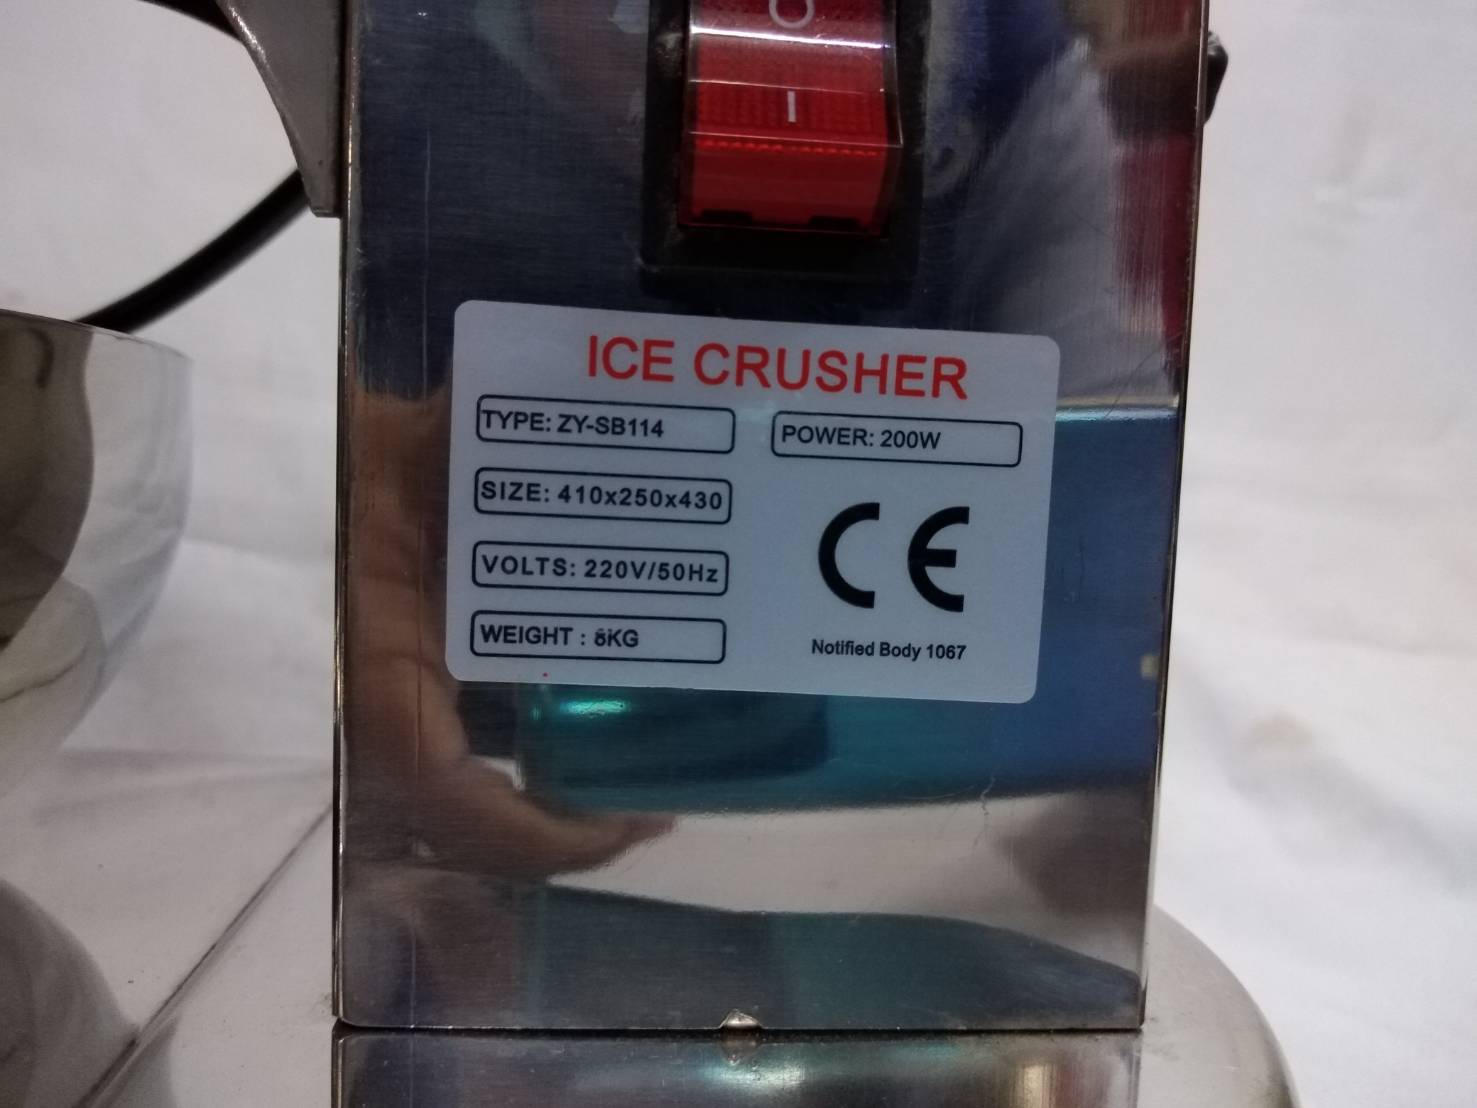 ICE CRUSHER
TYPE: ZY-SB114
POWER: 200W
SIZE: 410x250x430
VOLTS: 220V/50Hz
WEIGHT : 8KG
CE
Notified Body 1067